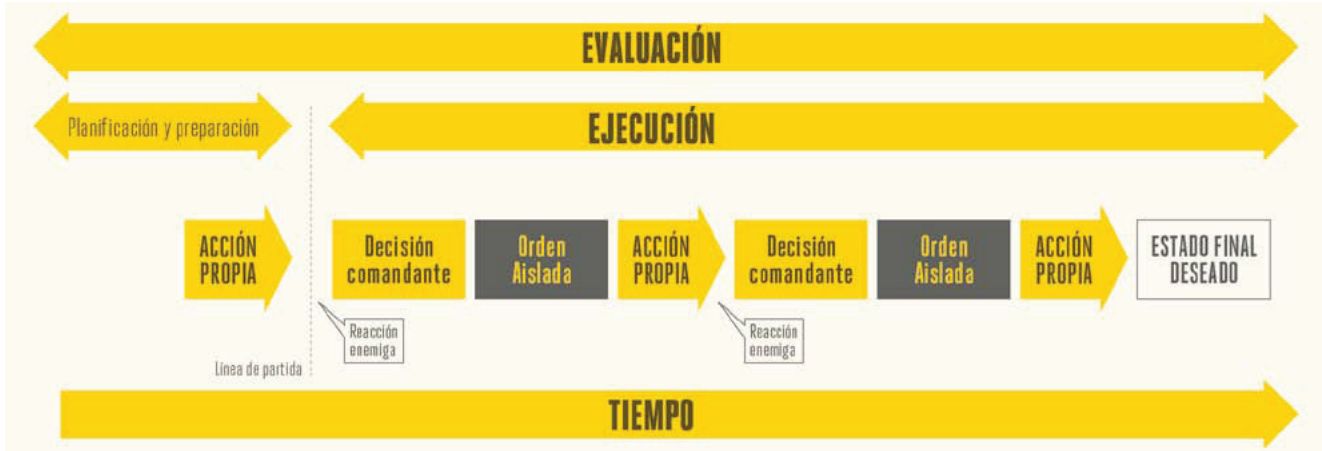 EVALUACIÓN
Planificación y preparación
EJECUCIÓN
ACCIÓN
PROPIA
Decisión
comandante
Orden
Aislada
ACCIÓN
PROPIA
Decisión
comandante
Orden
Aislada
ACCIÓN
PROPIA
ESTADO FINAL
DESEADO
Reacción
enemiga
Reacción
enemiga
Línea de partida
TIEMPO